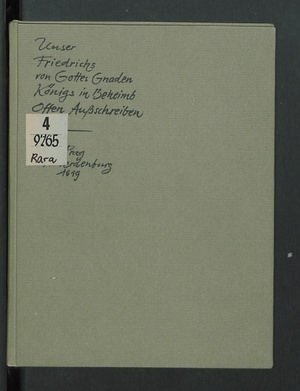 Unser
Friedrichs
von Gottes Gnaden
Königs in Beheimb
Offen Außschreiben
4
9765
Rara
Prag
1619